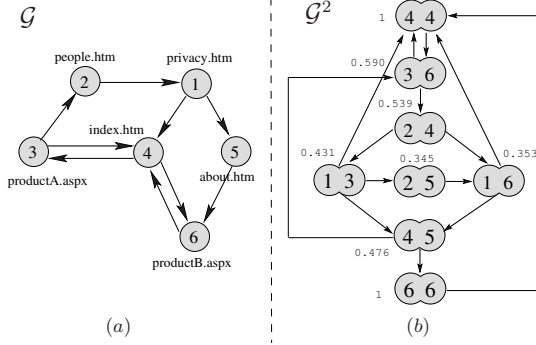 𝒢
people.htm
2
privacy.htm
1
index.htm
3
4
5
productA.aspx
about.htm
6
productB.aspx
(a)
𝒢²
1
4 4
0.590
3 6
0.539
2 4
0.431
0.345
0.353
1 3
2 5
1 6
4 5
0.476
6 6
1
(b)